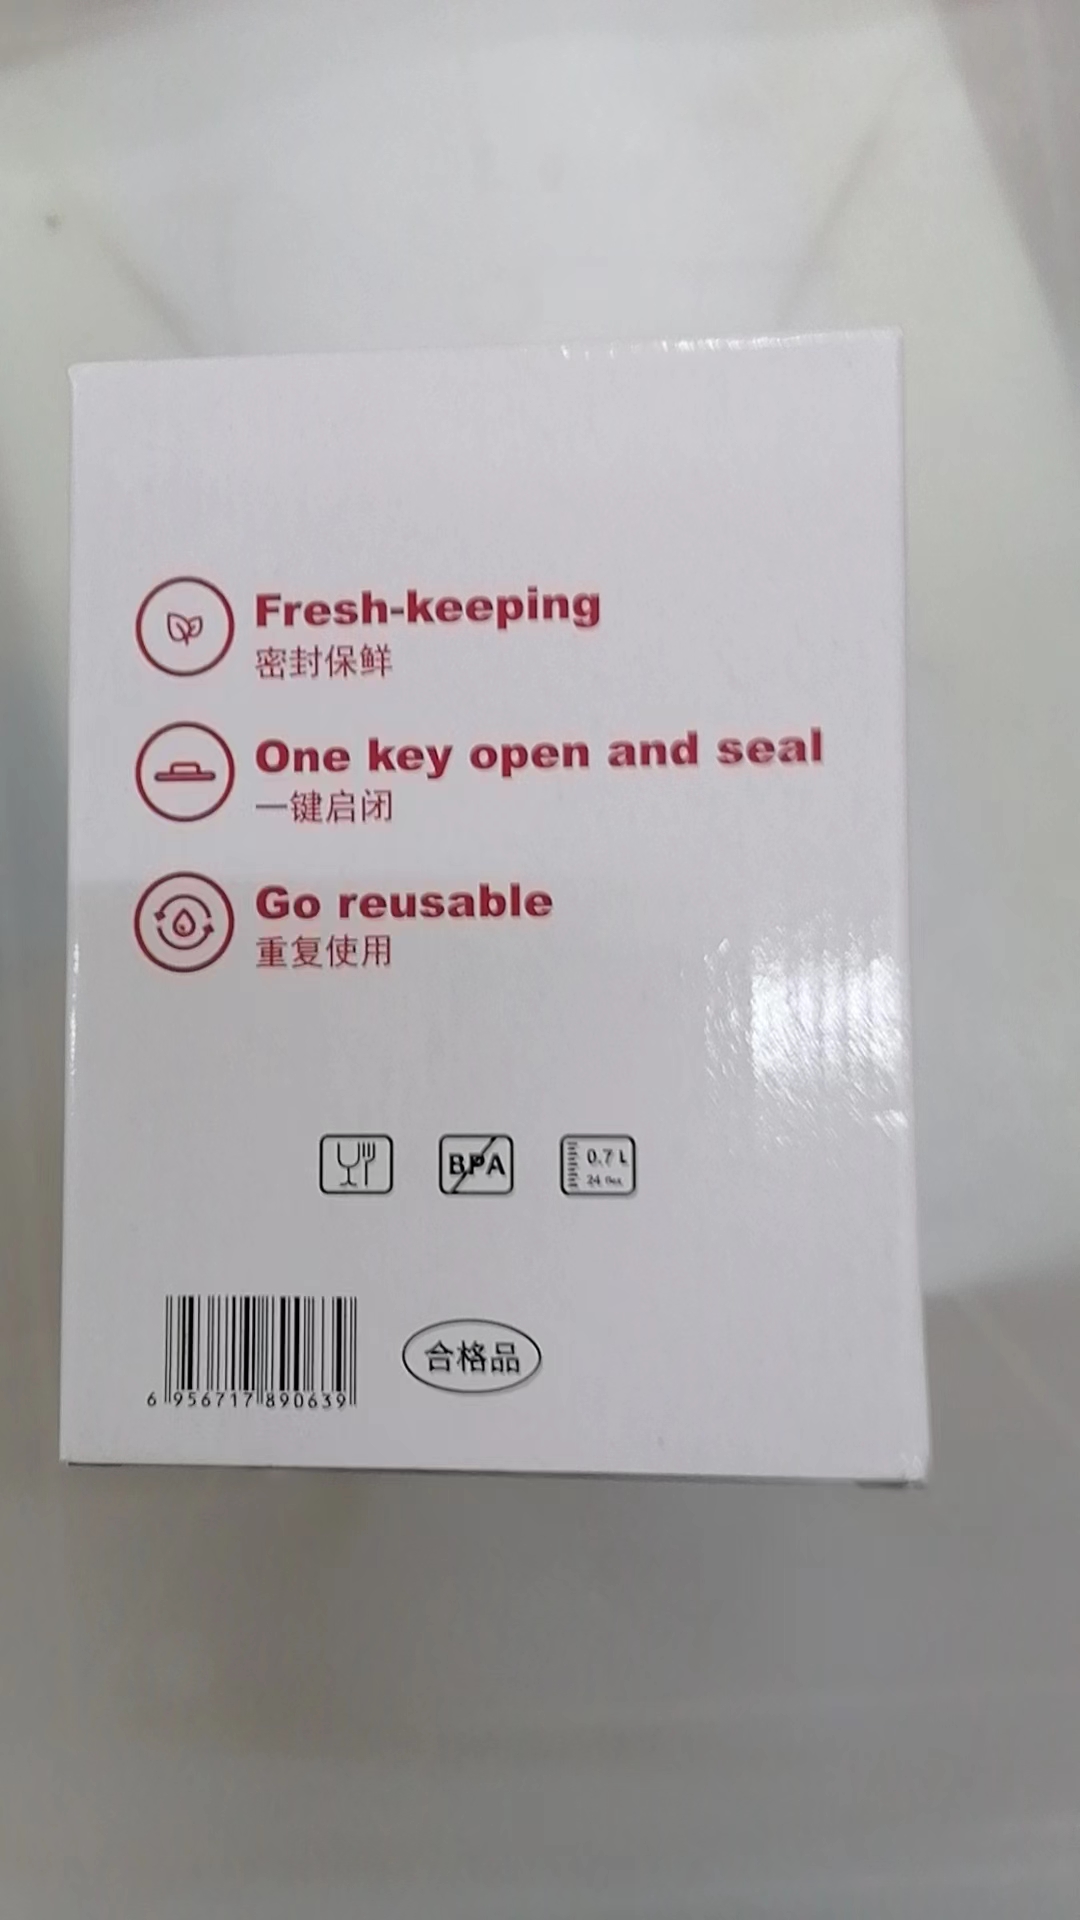 Fresh-keeping
密封保鲜
One key open and seal
一键启闭
Go reusable
重复使用
BPA
0.7 L
24
6 956717 890639
合格品